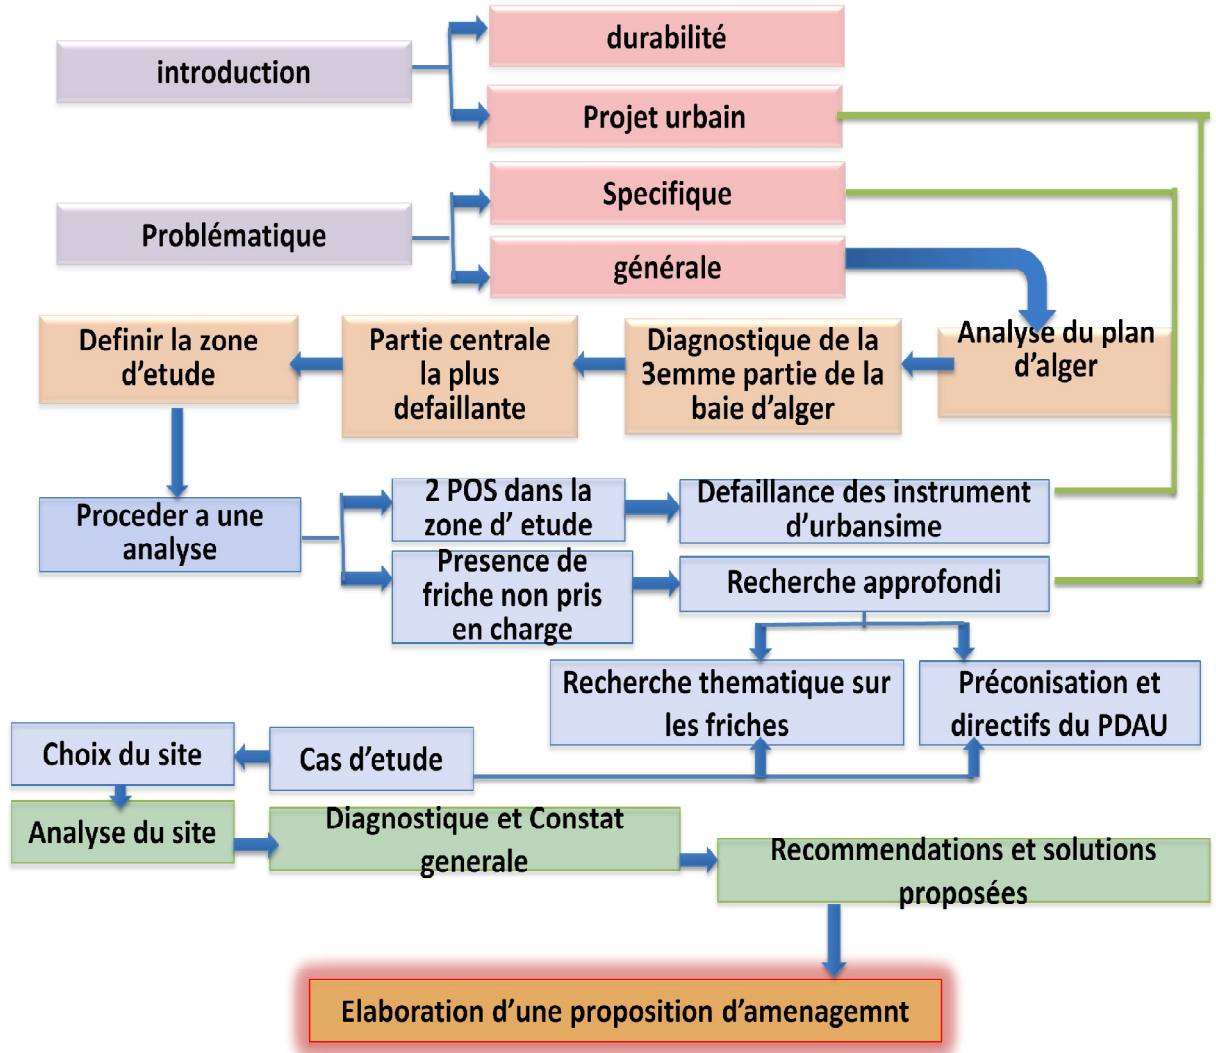 introduction
durabilité
Projet urbain
Problématique
Specifique
générale
Definir la zone
d'etude
Partie centrale
la plus
defaillante
Diagnostique de la
3emme partie de la
baie d'alger
Analyse du plan
d'alger
Proceder a une
analyse
2 POS dans la
zone d' etude
Defaillance des instrument
d'urbansime
Presence de
friche non pris
en charge
Recherche approfondi
Recherche thematique sur
les friches
Préconisation et
directifs du PDAU
Choix du site
Cas d'etude
Analyse du site
Diagnostique et Constat
generale
Recommendations et solutions
proposées
Elaboration d'une proposition d'amenagemnt